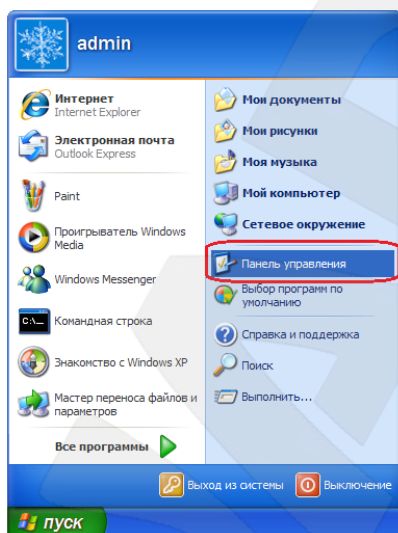 admin
Интернет
Internet Explorer
Электронная почта
Outlook Express
Paint
Проигрыватель Windows
Media
Windows Messenger
C:\_
Командная строка
Знакомство с Windows XP
Мастер переноса файлов и
параметров
Все программы
Мои документы
Мои рисунки
Моя музыка
Мой компьютер
Сетевое окружение
Панель управления
Выбор программ по
умолчанию
Справка и поддержка
Поиск
Выполнить...
Выход из системы
Выключение
пуск